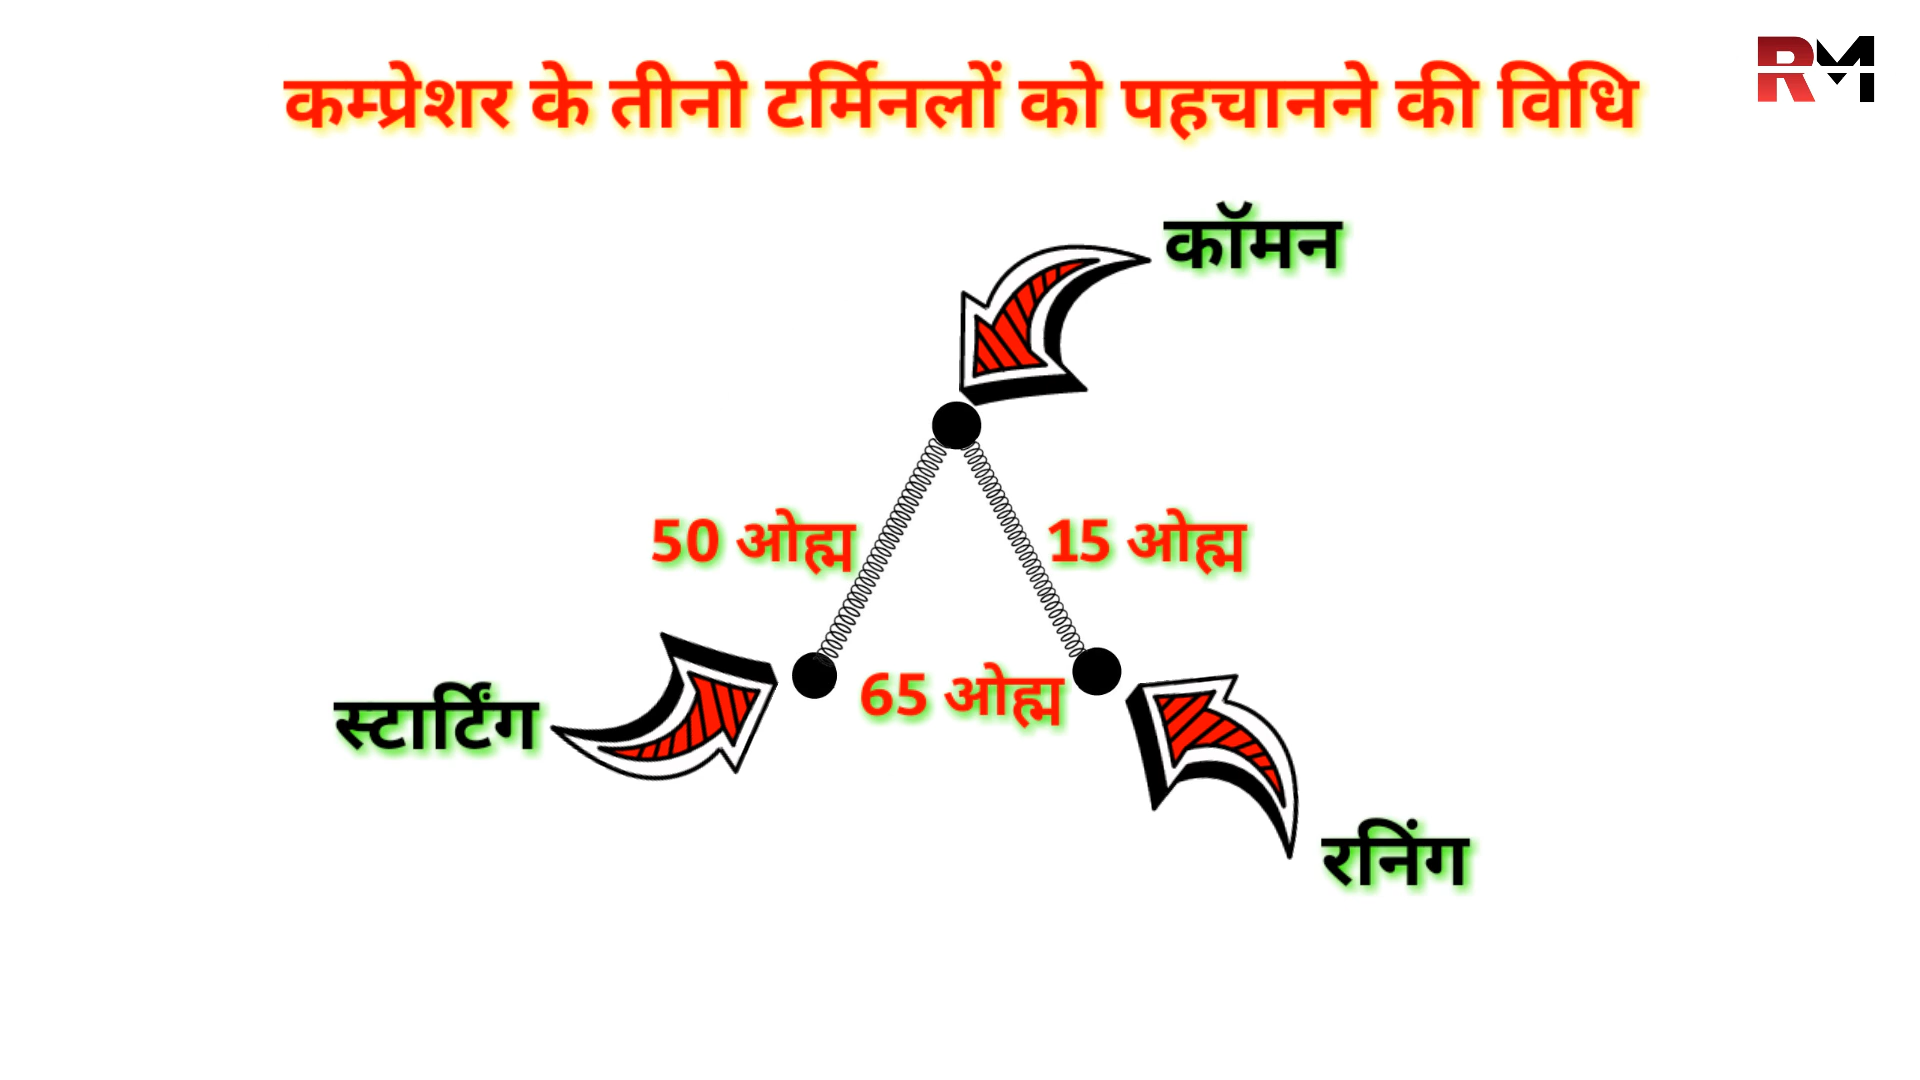 RM
कम्प्रेशर के तीनो टर्मिनलों को पहचानने की विधि
कॉमन
50 ओह्म
15 ओह्म
65 ओह्म
स्टार्टिंग
रनिंग